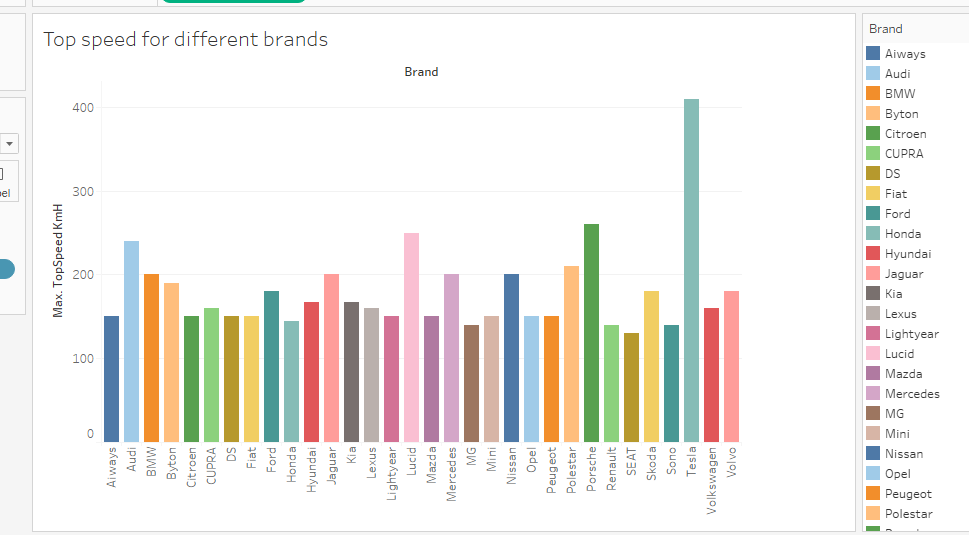 Top speed for different brands
Brand
Max. TopSpeed KmH
400
300
200
100
0
Aiways
Audi
BMW
Byton
Citroen
CUPRA
DS
Fiat
Ford
Honda
Hyundai
Jaguar
Kia
Lexus
Lightyear
Lucid
Mazda
Mercedes
MG
Mini
Nissan
Opel
Peugeot
Polestar
Porsche
Renault
SEAT
Skoda
Sono
Tesla
Volkswagen
Volvo
Brand
Aiways
Audi
BMW
Byton
Citroen
CUPRA
DS
Fiat
Ford
Honda
Hyundai
Jaguar
Kia
Lexus
Lightyear
Lucid
Mazda
Mercedes
MG
Mini
Nissan
Opel
Peugeot
Polestar